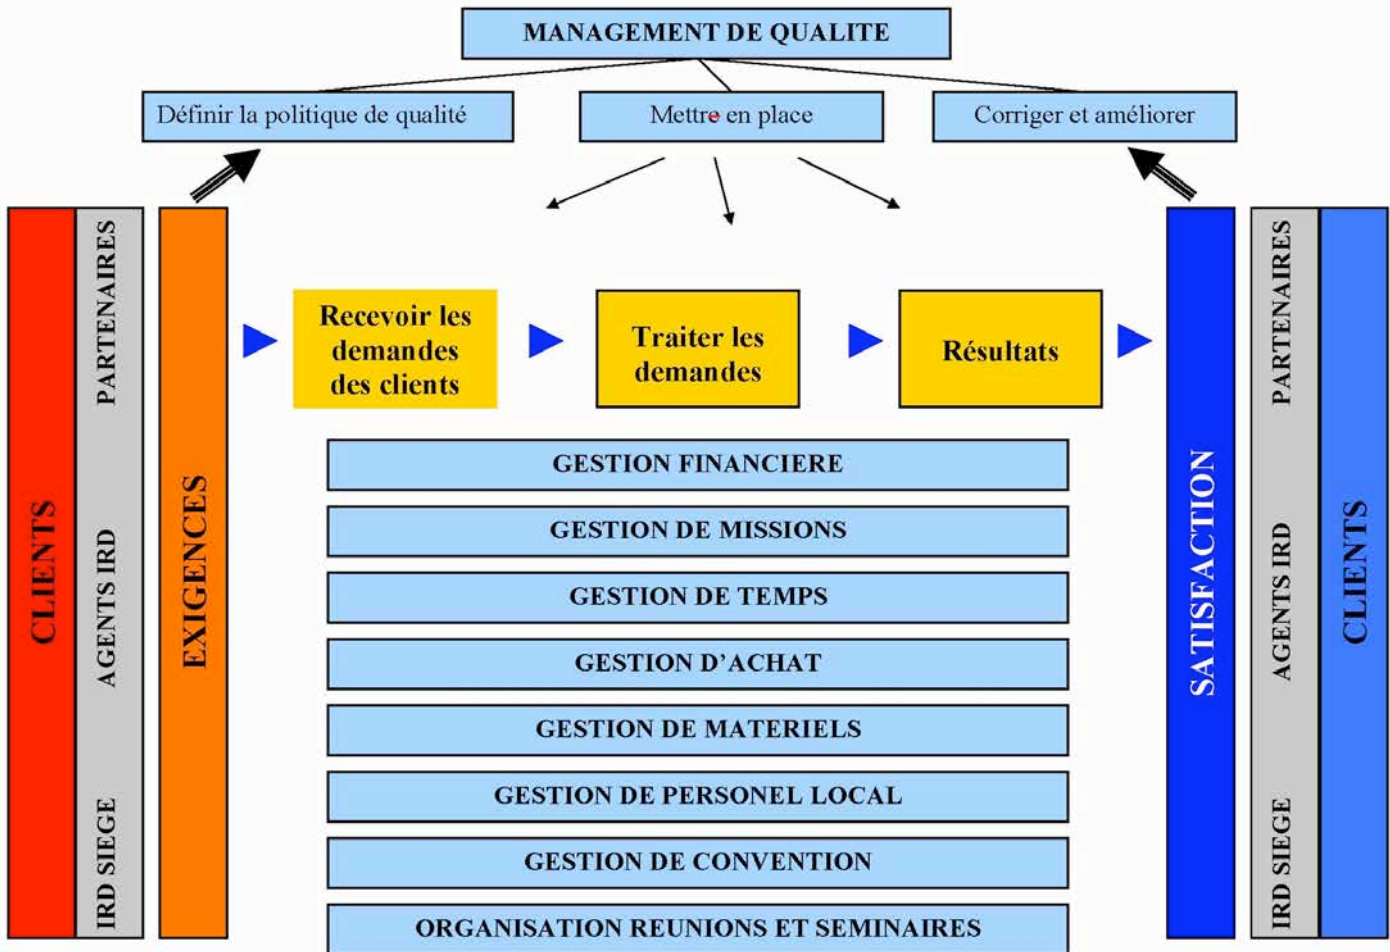 MANAGEMENT DE QUALITE
Définir la politique de qualité
Mettre en place
Corriger et améliorer
CLIENTS
PARTENAIRES
AGENTS IRD
IRD SIEGE
EXIGENCES
Recevoir les
demandes
des clients
Traiter les
demandes
Résultats
GESTION FINANCIERE
GESTION DE MISSIONS
GESTION DE TEMPS
GESTION D'ACHAT
GESTION DE MATERIELS
GESTION DE PERSONEL LOCAL
GESTION DE CONVENTION
ORGANISATION REUNIONS ET SEMINAIRES
SATISFACTION
PARTENAIRES
AGENTS IRD
IRD SIEGE
CLIENTS